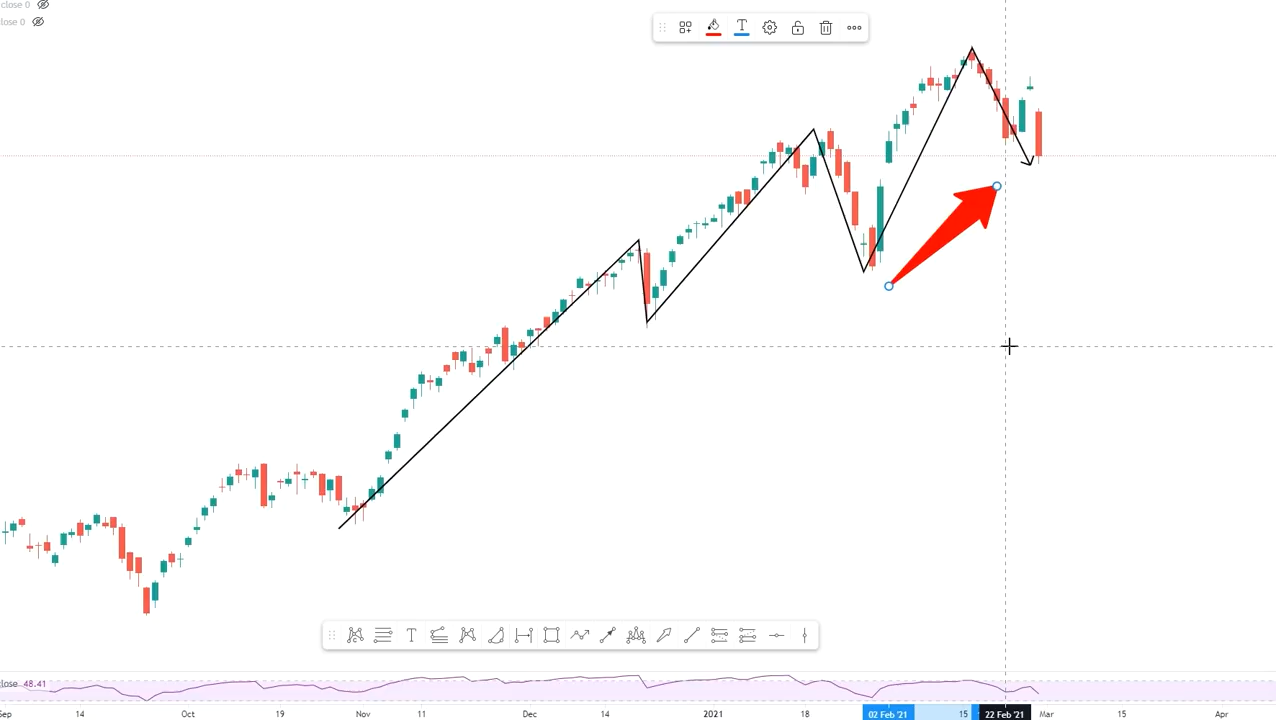 close 0
lose 0
T
T
close 48.41
Sep 14 Oct 19 Nov 11 Dec 14 2021 18 02 Feb '21 15 22 Feb '21 Mar 15 Apr